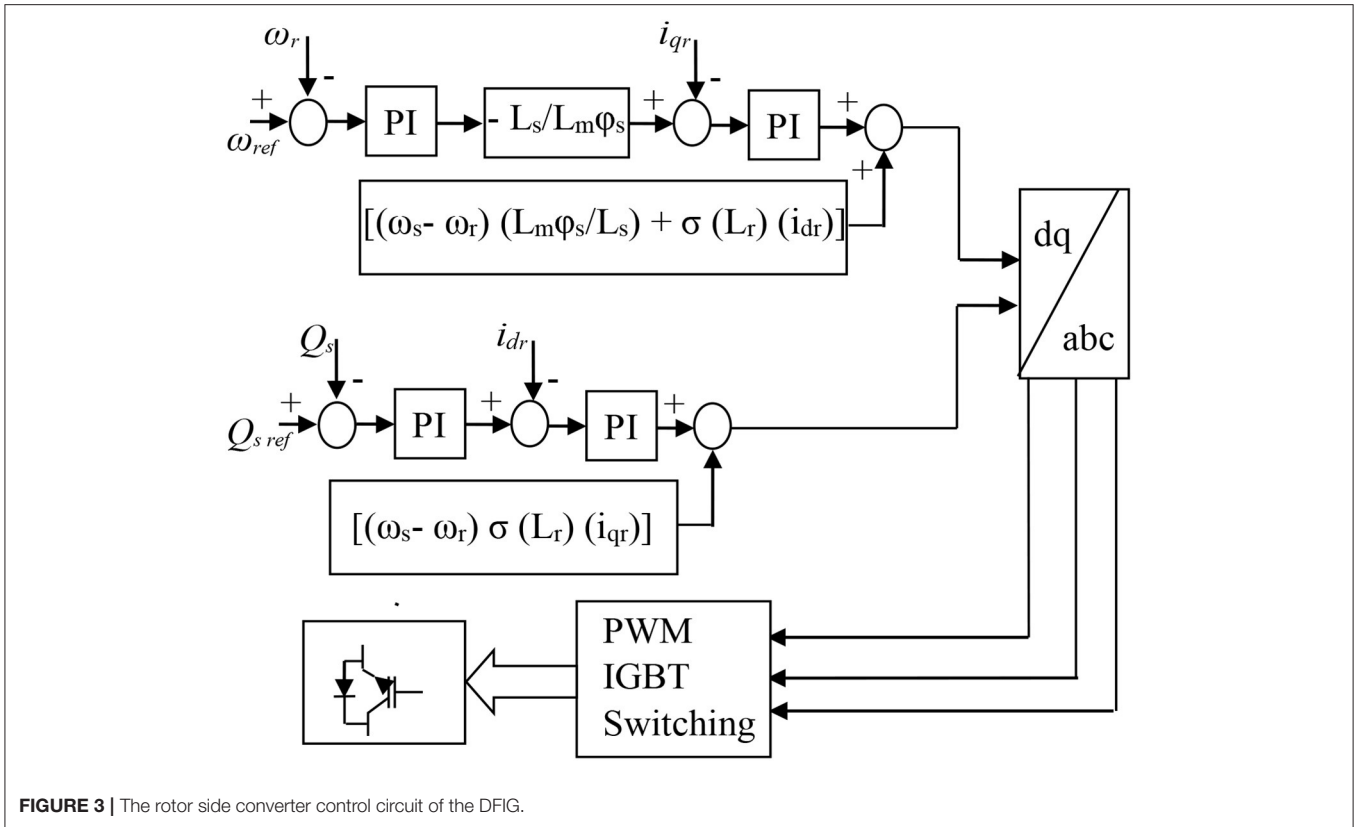 ωr
iqr
+ - PI - Ls/Lmφs + - PI +
ωref
+
[(ωs- ωr) (Lmφs/Ls) + σ (Lr) (idr)]
dq
abc
Qs
idr
+ - PI + - PI +
Qs ref
[(ωs- ωr) σ (Lr) (iqr)]
PWM
IGBT
Switching
FIGURE 3 | The rotor side converter control circuit of the DFIG.